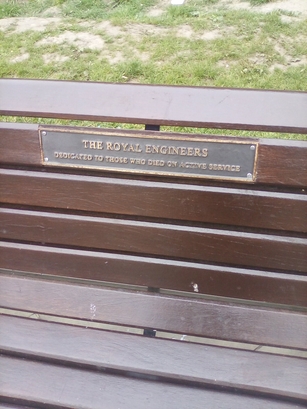 THE ROYAL ENGINEERS
DEDICATED TO THOSE WHO DIED ON ACTIVE SERVICE